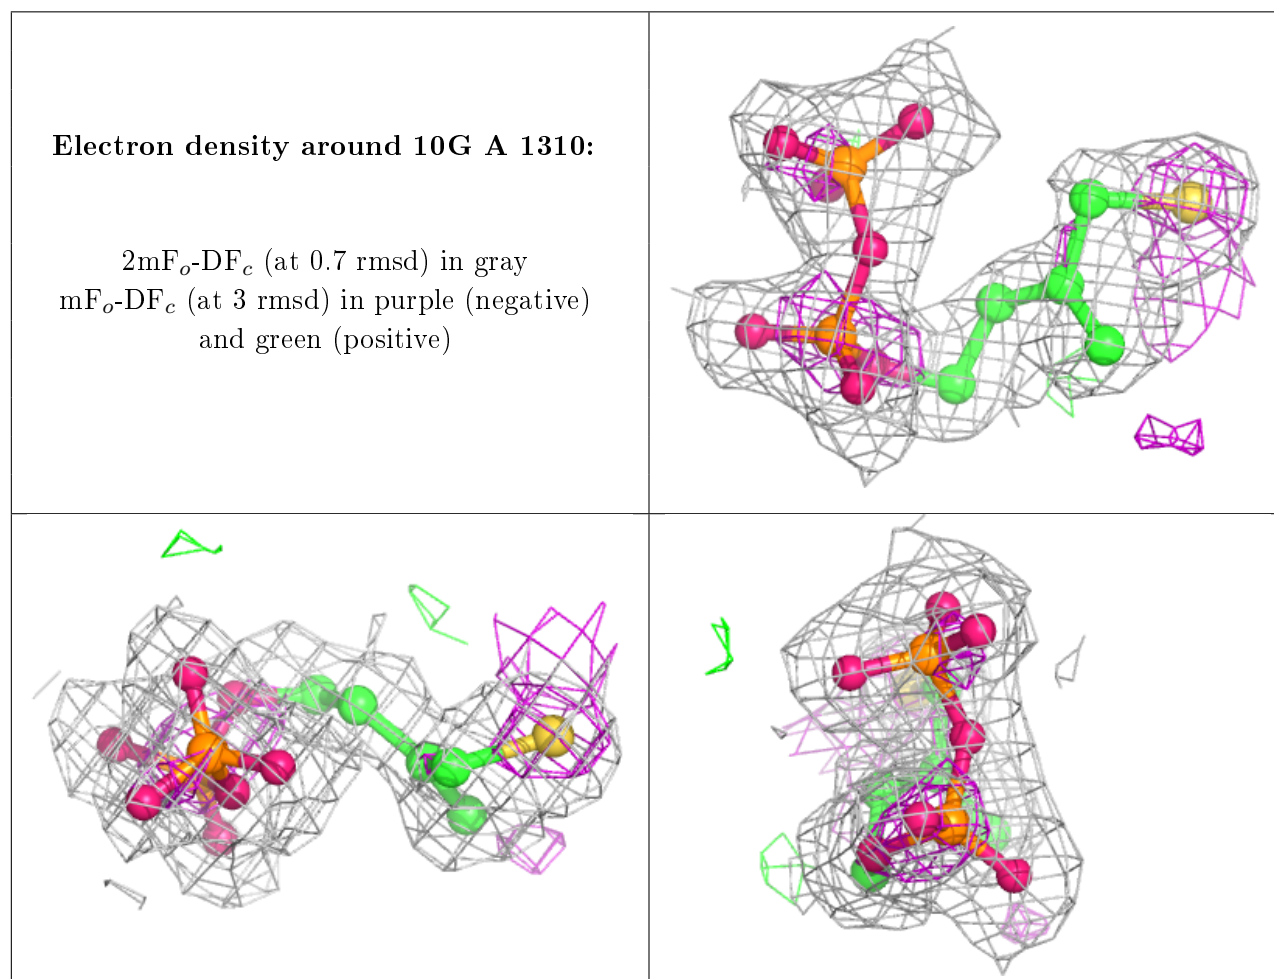 Electron density around 10G A 1310:
2mFo-DFc (at 0.7 rmsd) in gray
mFo-DFc (at 3 rmsd) in purple (negative)
and green (positive)